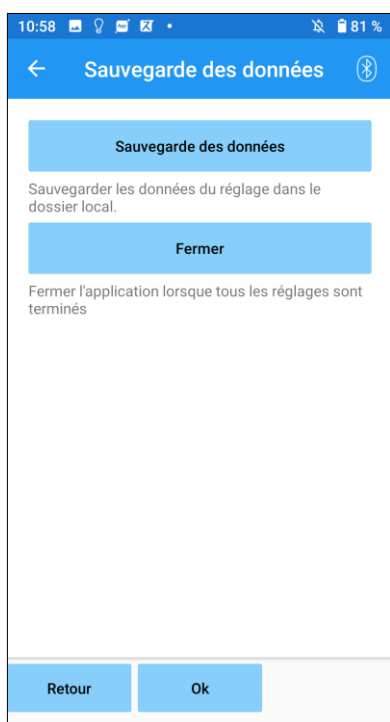 10:58 81 %
Sauvegarde des données
Sauvegarde des données
Sauvegarder les données du réglage dans le
dossier local.
Fermer
Fermer l'application lorsque tous les réglages sont
terminés
Retour Ok